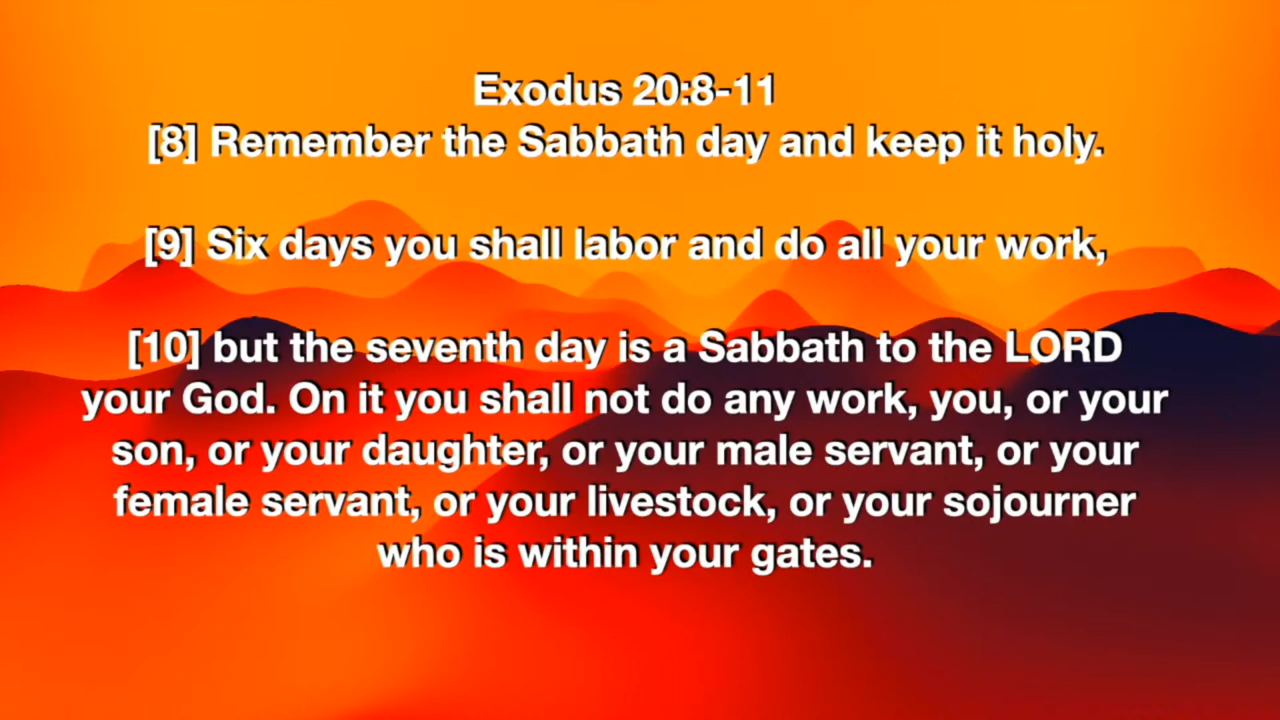 Exodus 20:8-11
[8] Remember the Sabbath day and keep it holy.
[9] Six days you shall labor and do all your work,
[10] but the seventh day is a Sabbath to the LORD
your God. On it you shall not do any work, you, or your
son, or your daughter, or your male servant, or your
female servant, or your livestock, or your sojourner
who is within your gates.